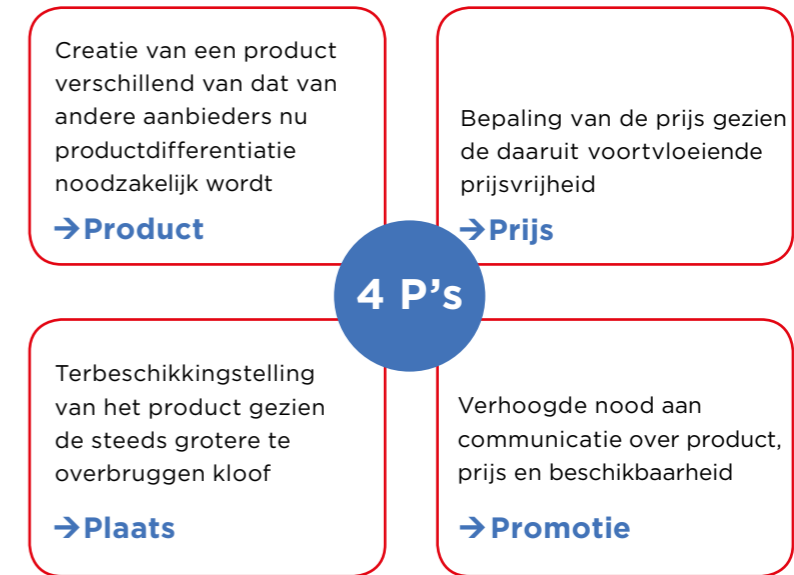 Creatie van een product
verschillend van dat van
andere aanbieders nu
productdifferentiatie
noodzakelijk wordt
→Product
Bepaling van de prijs gezien
de daaruit voortvloeiende
prijsvrijheid
→Prijs
4 P’s
Terbeschikkingstelling
van het product gezien
de steeds grotere te
overbruggen kloof
→Plaats
Verhoogde nood aan
communicatie over product,
prijs en beschikbaarheid
→Promotie